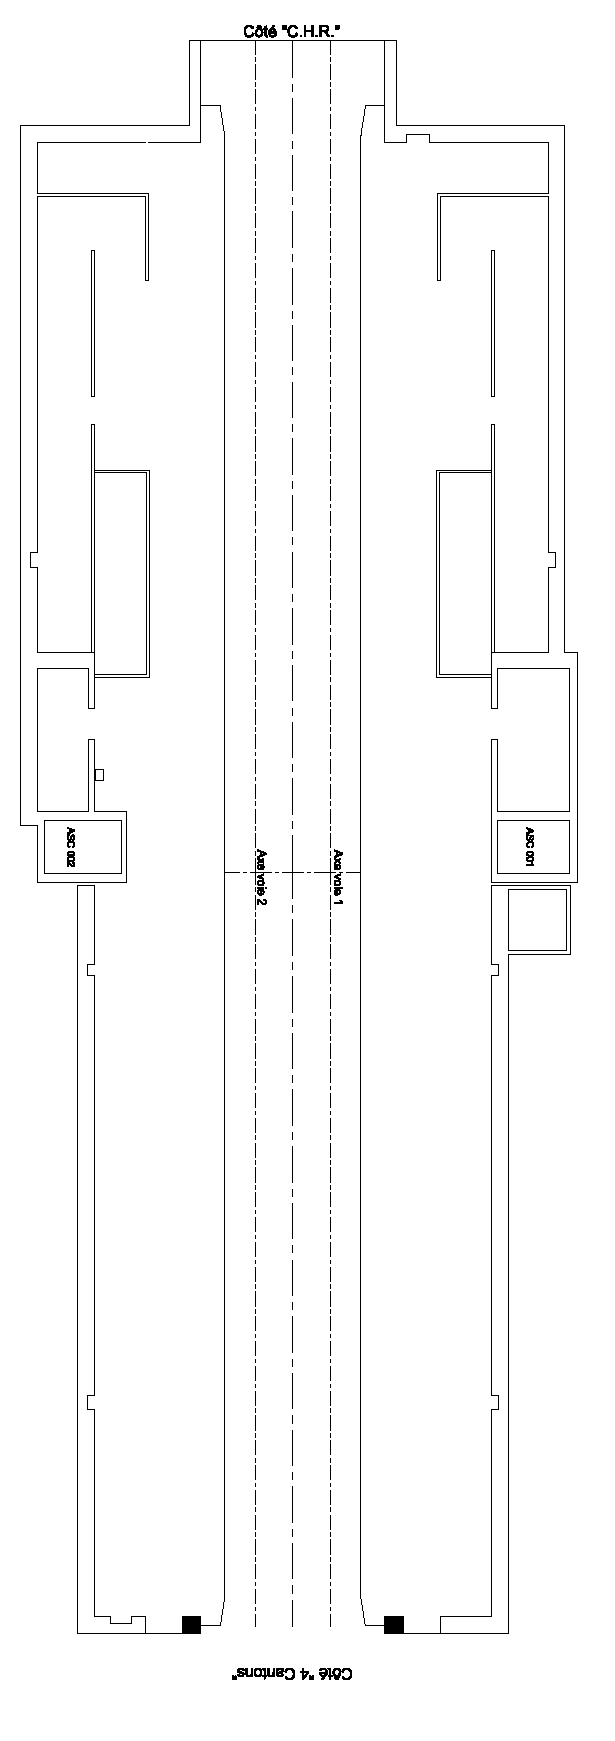 Côté "C.H.R."
ASC 002
Axe voie 2
Axe voie 1
ASC 001
Côté "4 Cantons"